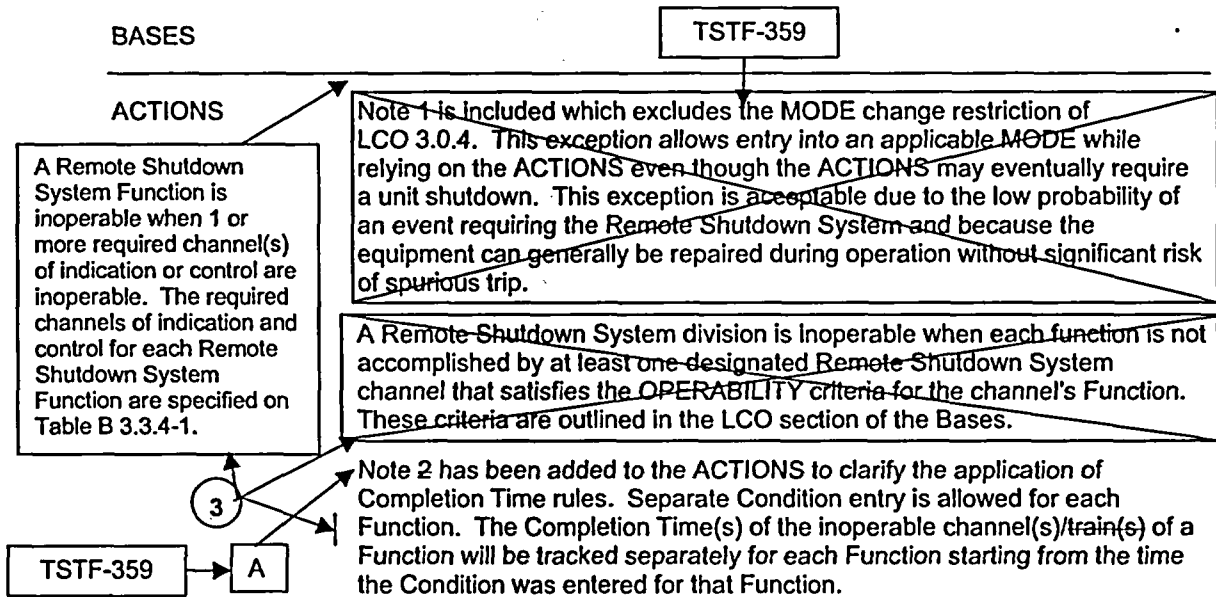 BASES
TSTF-359
ACTIONS
A Remote Shutdown
System Function is
inoperable when 1 or
more required channel(s)
of indication or control are
inoperable. The required
channels of indication and
control for each Remote
Shutdown System
Function are specified on
Table B 3.3.4-1.
Note 1 is included which excludes the MODE change restriction of
LCO 3.0.4. This exception allows entry into an applicable MODE while
relying on the ACTIONS even though the ACTIONS may eventually require
a unit shutdown. This exception is acceptable due to the low probability of
an event requiring the Remote Shutdown System and because the
equipment can generally be repaired during operation without significant risk
of spurious trip.
A Remote Shutdown System division is inoperable when each function is not
accomplished by at least one designated Remote Shutdown System
channel that satisfies the OPERABILITY criteria for the channel's Function.
These criteria are outlined in the LCO section of the Bases.
3
Note 2 has been added to the ACTIONS to clarify the application of
Completion Time rules. Separate Condition entry is allowed for each
Function. The Completion Time(s) of the inoperable channel(s)/train(s) of a
Function will be tracked separately for each Function starting from the time
the Condition was entered for that Function.
TSTF-359
A